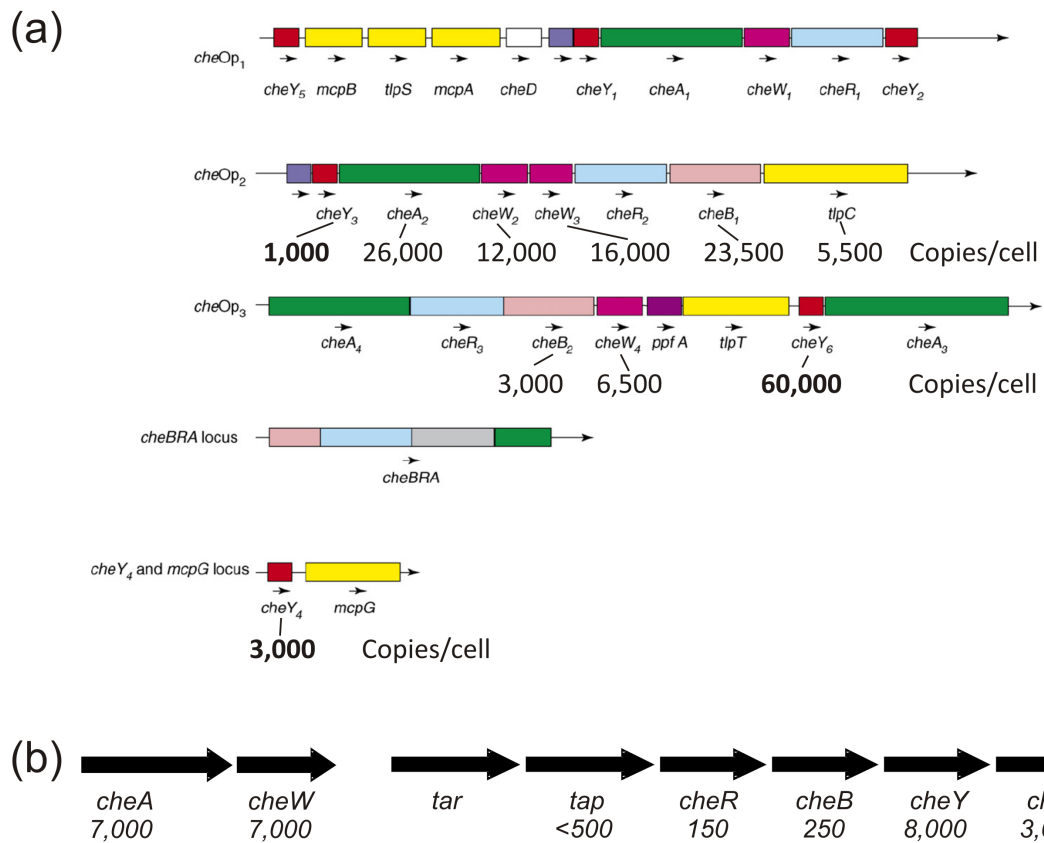 (a)
cheOp1
cheY5 mcpB tlpS mcpA cheD cheY1 cheA1 cheW1 cheR1 cheY2
cheOp2
cheY3 cheA2 cheW2 cheW3 cheR2 cheB1 tlpC
1,000 26,000 12,000 16,000 23,500 5,500 Copies/cell
cheOp3
cheA4 cheR3 cheB2 cheW4 ppf A tlpT cheY6 cheA3
3,000 6,500 60,000 Copies/cell
cheBRA locus
cheBRA
cheY4 and mcpG locus
cheY4 mcpG
3,000 Copies/cell
(b)
cheA cheW tar tap cheR cheB cheY
7,000 7,000 <500 150 250 8,000